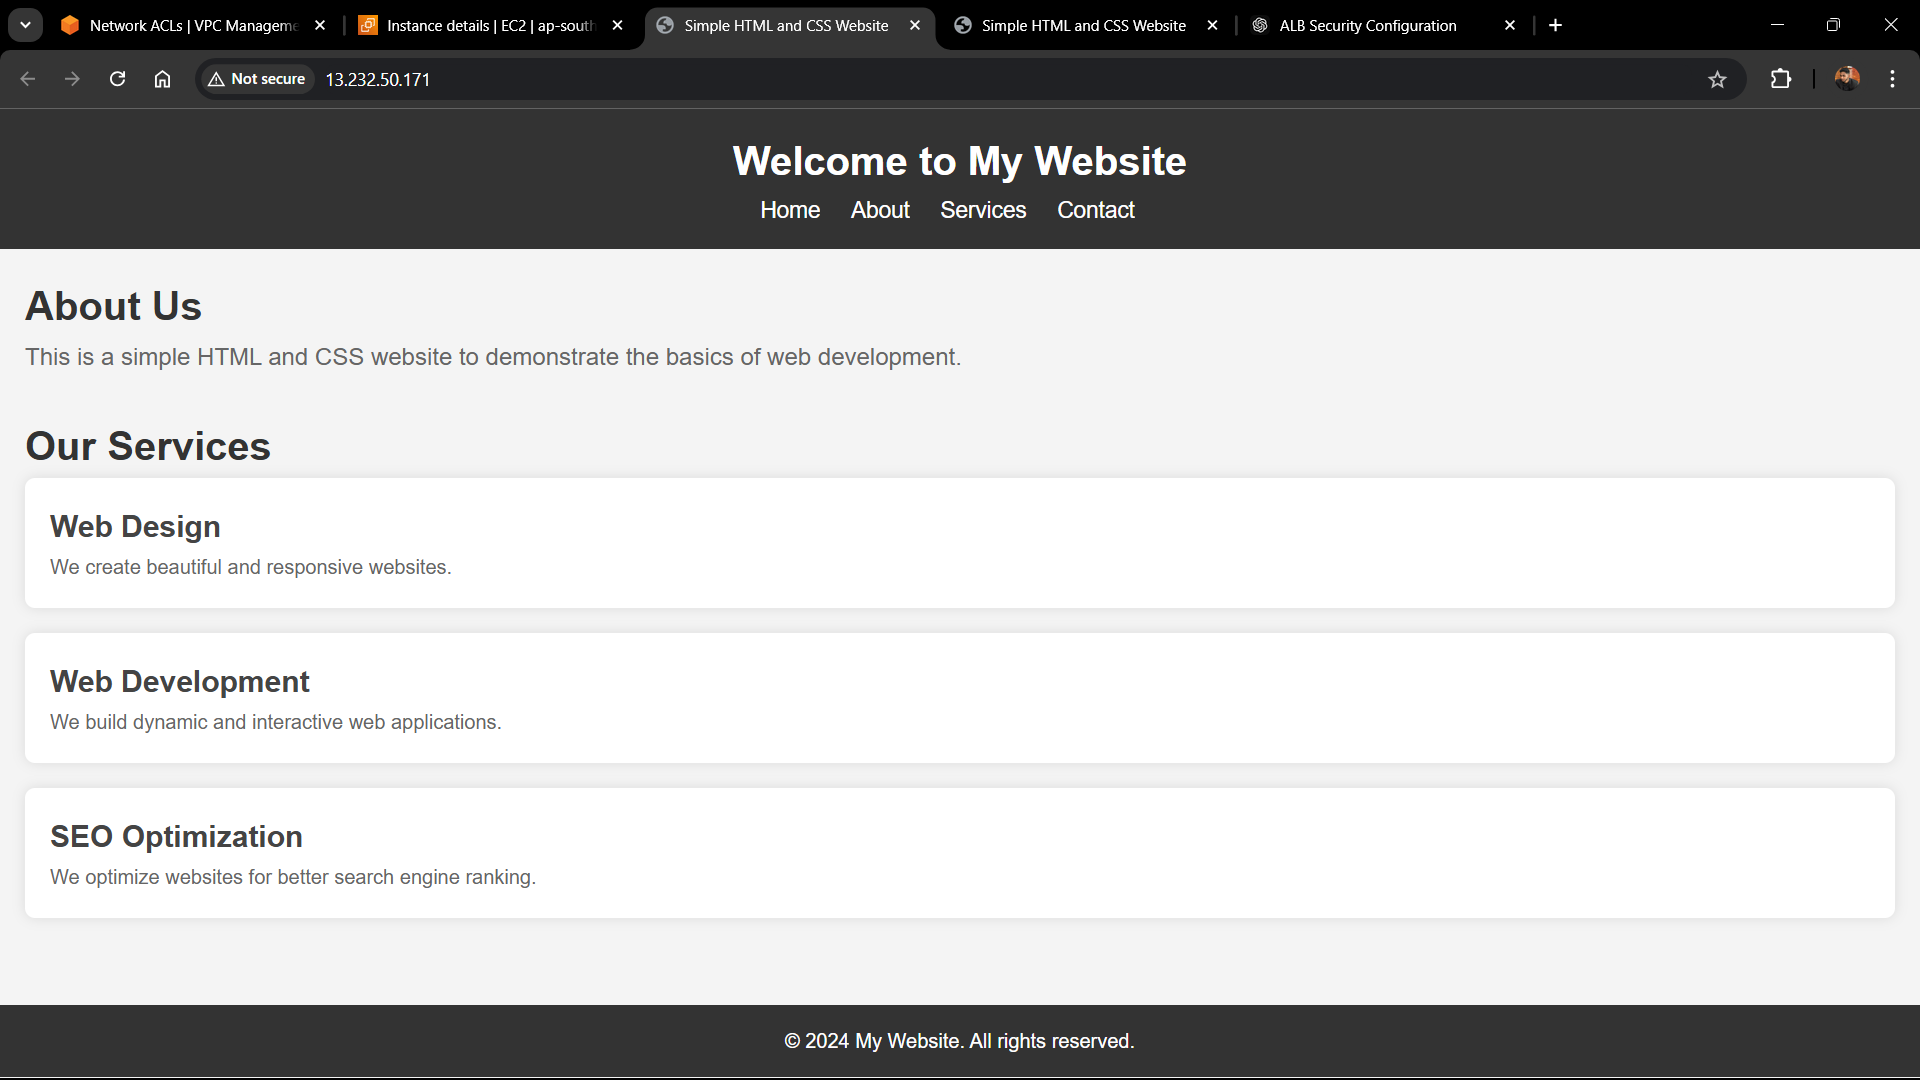 Network ACLs | VPC Manageme
Instance details | EC2 | ap-south
Simple HTML and CSS Website
Simple HTML and CSS Website
ALB Security Configuration
Not secure
13.232.50.171
Welcome to My Website
Home About Services Contact
About Us
This is a simple HTML and CSS website to demonstrate the basics of web development.
Our Services
Web Design
We create beautiful and responsive websites.
Web Development
We build dynamic and interactive web applications.
SEO Optimization
We optimize websites for better search engine ranking.
© 2024 My Website. All rights reserved.